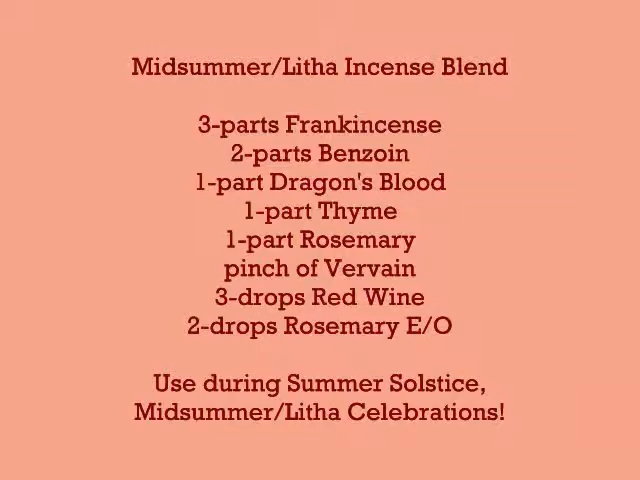 Midsummer/Litha Incense Blend
3-parts Frankincense
2-parts Benzoin
1-part Dragon's Blood
1-part Thyme
1-part Rosemary
pinch of Vervain
3-drops Red Wine
2-drops Rosemary E/O
Use during Summer Solstice,
Midsummer/Litha Celebrations!